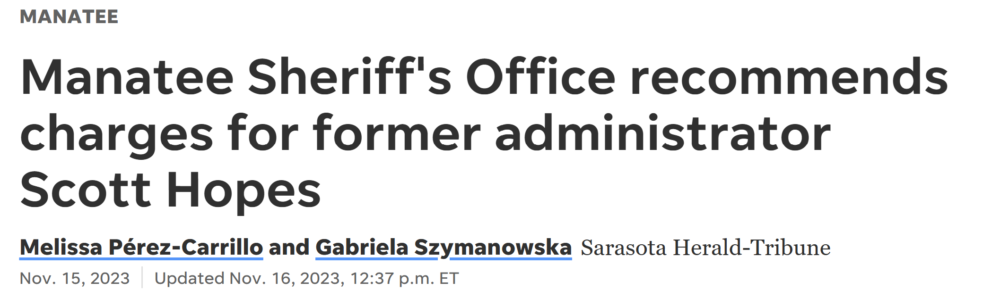 MANATEE
Manatee Sheriff's Office recommends
charges for former administrator
Scott Hopes
Melissa Pérez-Carrillo and Gabriela Szymanowska Sarasota Herald-Tribune
Nov. 15, 2023 | Updated Nov. 16, 2023, 12:37 p.m. ET